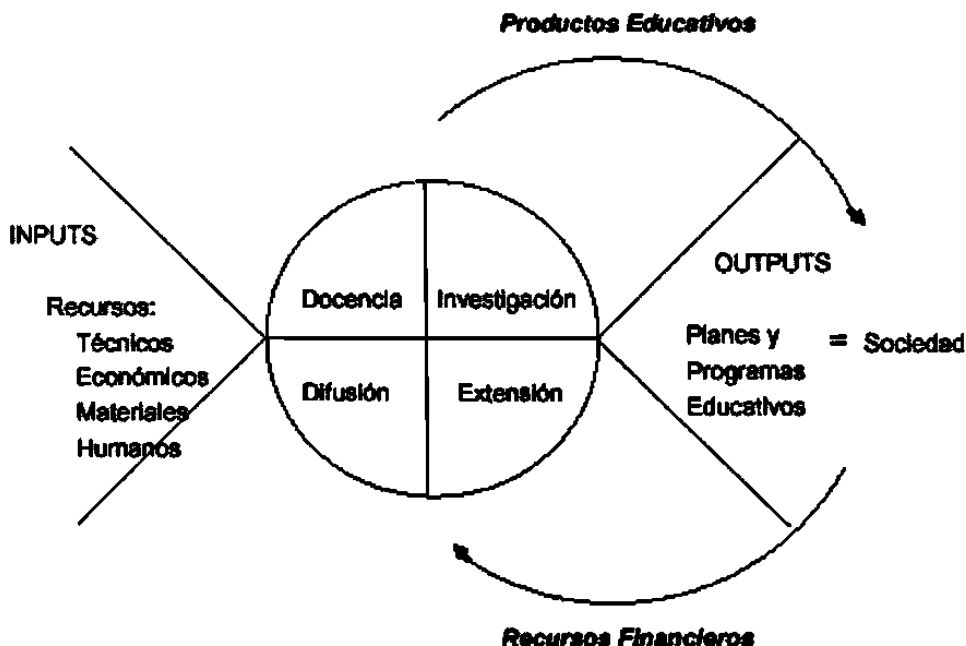 Productos Educativos
INPUTS
Recursos:
Técnicos
Económicos
Materiales
Humanos
Docencia
Investigación
Difusión
Extensión
OUTPUTS
Planes y
Programas
Educativos
= Sociedad
Recursos Financieros